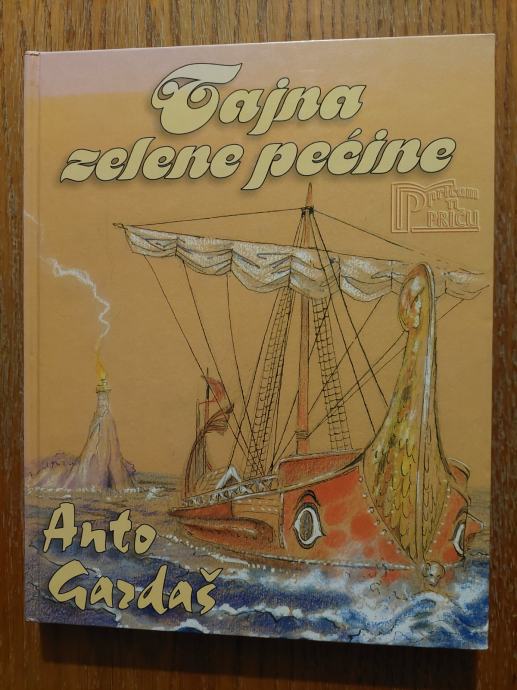 Tajna
zelene pećine
pričam
TI
PRIČU
Anto
Gardaš